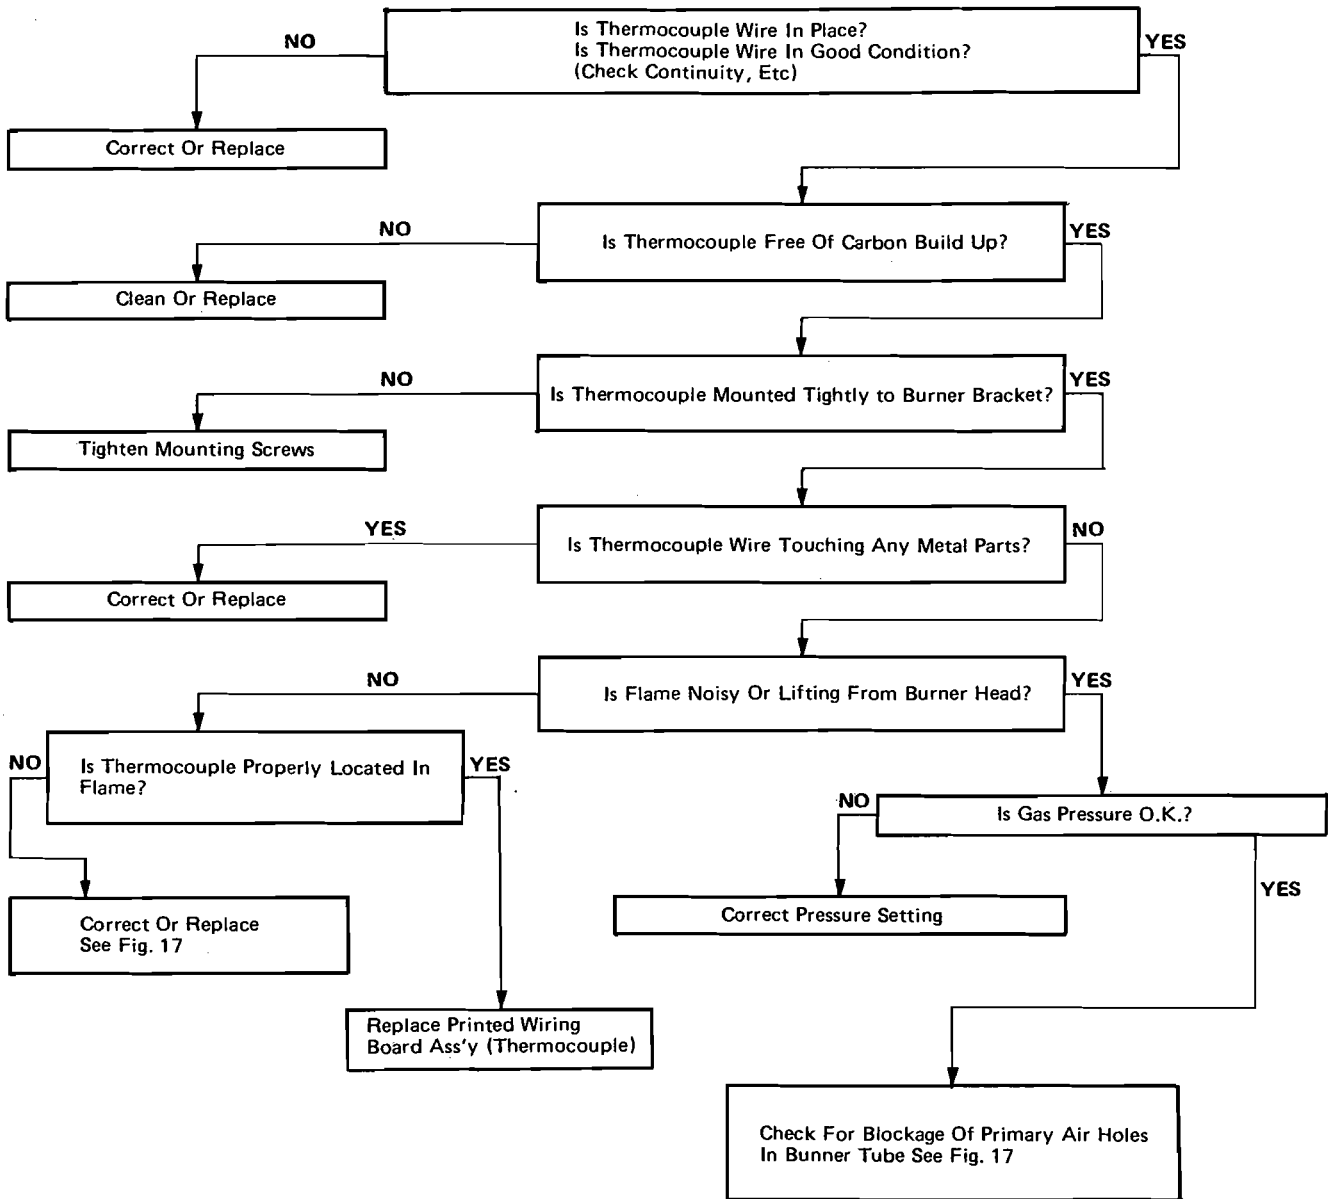 Is Thermocouple Wire In Place?
Is Thermocouple Wire In Good Condition?
(Check Continuity, Etc)
NO
YES
Correct Or Replace
Is Thermocouple Free Of Carbon Build Up?
NO
YES
Clean Or Replace
Is Thermocouple Mounted Tightly to Burner Bracket?
NO
YES
Tighten Mounting Screws
Is Thermocouple Wire Touching Any Metal Parts?
YES
NO
Correct Or Replace
Is Flame Noisy Or Lifting From Burner Head?
NO
YES
Is Thermocouple Properly Located In
Flame?
NO
YES
Is Gas Pressure O.K.?
NO
YES
Correct Or Replace
See Fig. 17
Correct Pressure Setting
Replace Printed Wiring
Board Ass'y (Thermocouple)
Check For Blockage Of Primary Air Holes
In Bunner Tube See Fig. 17